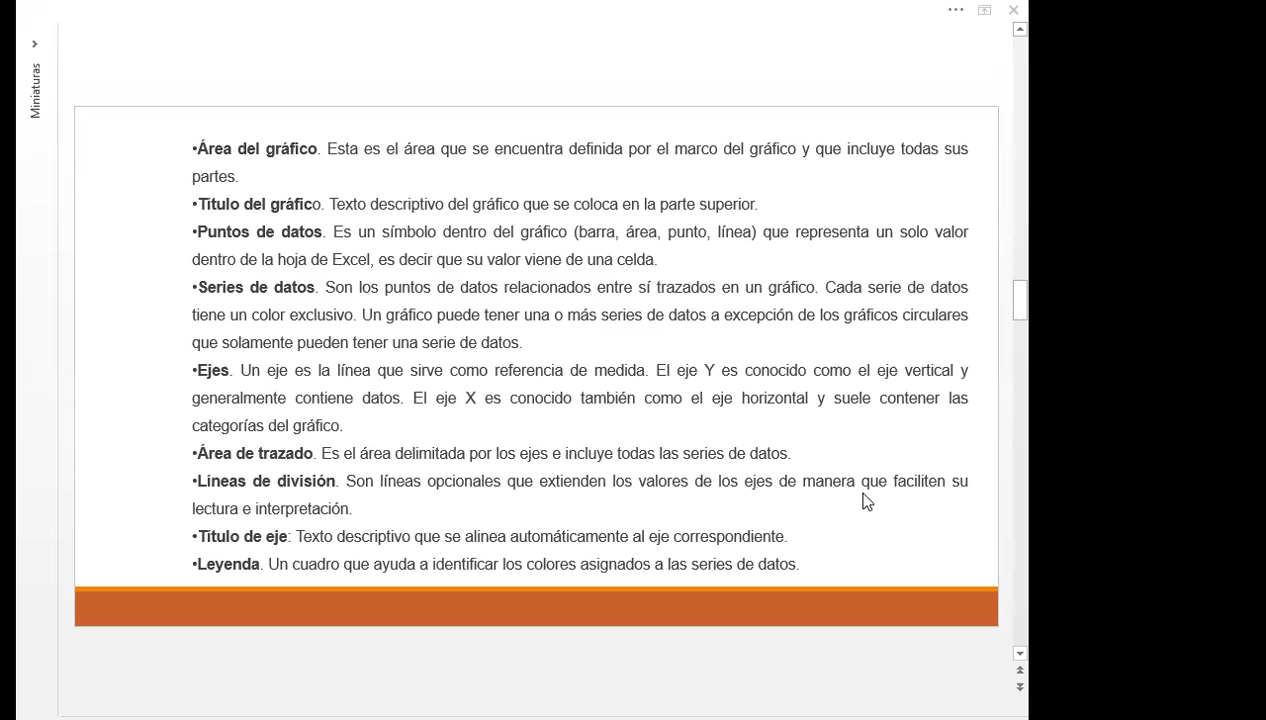 Miniaturas
•Área del gráfico. Esta es el área que se encuentra definida por el marco del gráfico y que incluye todas sus
partes.
•Título del gráfico. Texto descriptivo del gráfico que se coloca en la parte superior.
•Puntos de datos. Es un símbolo dentro del gráfico (barra, área, punto, línea) que representa un solo valor
dentro de la hoja de Excel, es decir que su valor viene de una celda.
•Series de datos. Son los puntos de datos relacionados entre sí trazados en un gráfico. Cada serie de datos
tiene un color exclusivo. Un gráfico puede tener una o más series de datos a excepción de los gráficos circulares
que solamente pueden tener una serie de datos.
•Ejes. Un eje es la línea que sirve como referencia de medida. El eje Y es conocido como el eje vertical y
generalmente contiene datos. El eje X es conocido también como el eje horizontal y suele contener las
categorías del gráfico.
•Área de trazado. Es el área delimitada por los ejes e incluye todas las series de datos.
•Líneas de división. Son líneas opcionales que extienden los valores de los ejes de manera que faciliten su
lectura e interpretación.
•Título de eje: Texto descriptivo que se alinea automáticamente al eje correspondiente.
•Leyenda. Un cuadro que ayuda a identificar los colores asignados a las series de datos.